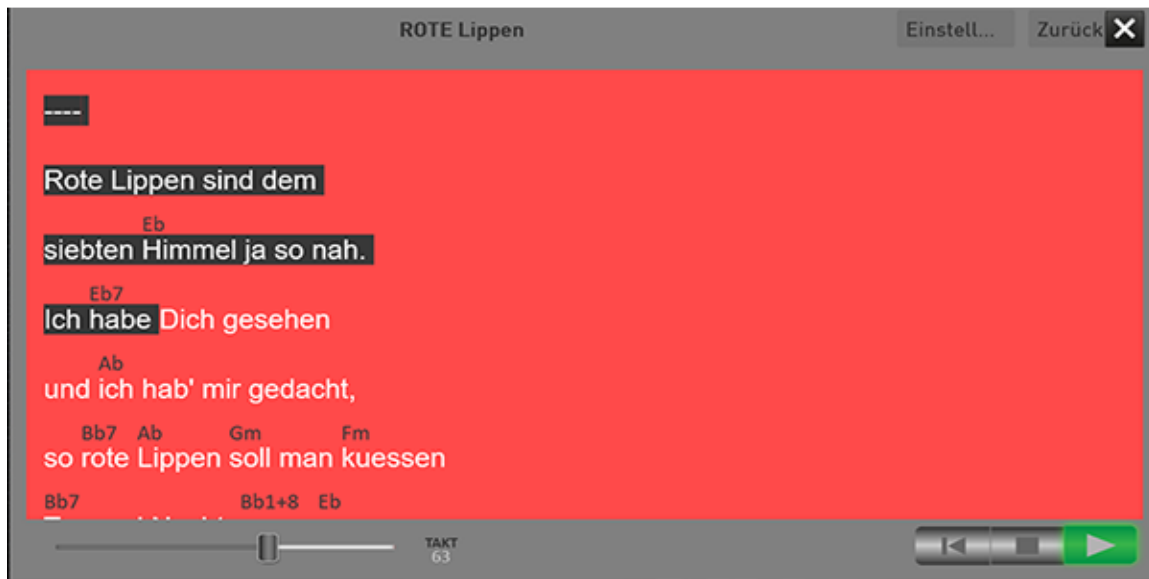 ROTE Lippen
Einstell...
Zurück
----
Rote Lippen sind dem
Eb
siebten Himmel ja so nah.
Eb7
Ich habe Dich gesehen
Ab
und ich hab' mir gedacht,
Bb7 Ab Gm Fm
so rote Lippen soll man kuessen
Bb7 Bb1+8 Eb
TAKT
63